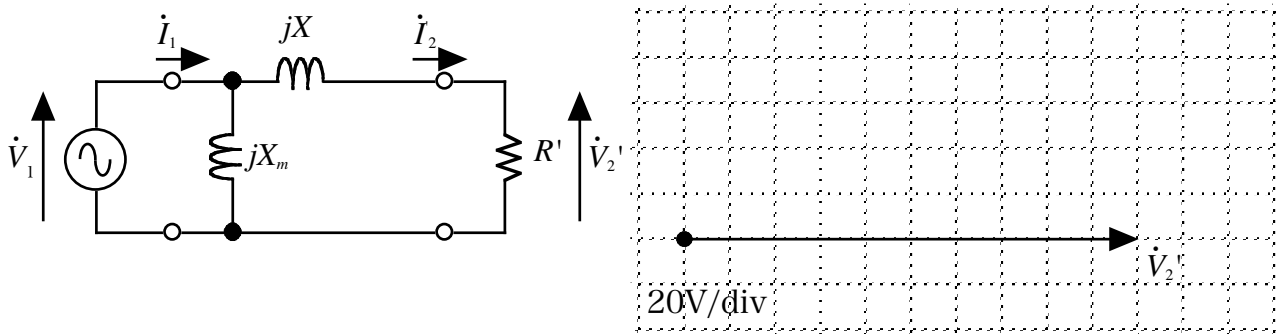 İ₁
jX
İ₂'
V̇₁
jXₘ
R'
V̇₂'
V̇₂'
20V/div